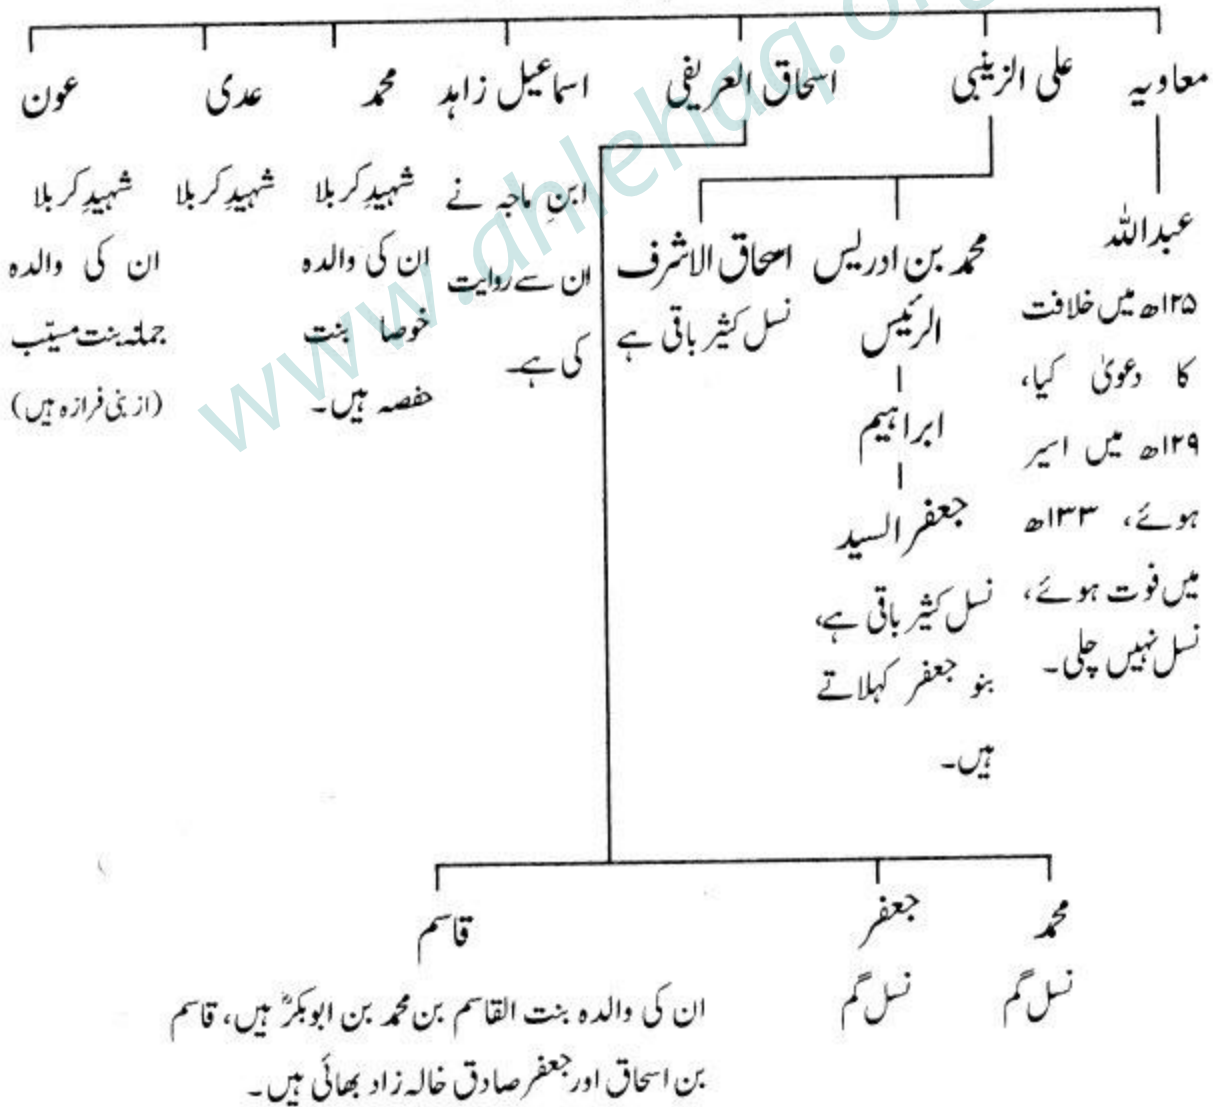 معاویہ
علی الزینبی
اسحاق العریفی
اسماعیل زاہد
محمد
عدی
عون
عبداللہ
۱۲۵ھ میں خلافت
کا دعویٰ کیا،
۱۲۹ھ میں اسیر
ہوئے، ۱۳۳ھ
میں فوت ہوئے،
نسل نہیں چلی۔
محمد بن ادریس
الرئیس
ابراہیم
جعفر السید
نسل کثیر باقی ہے،
بنو جعفر کہلاتے
ہیں۔
اسحاق الاشرف
نسل کثیر باقی ہے
ابنِ ماجہ نے
ان سے روایت
کی ہے۔
شہیدِ کربلا
ان کی والدہ
خوصا بنت
حفصہ ہیں۔
شہیدِ کربلا
شہیدِ کربلا
ان کی والدہ
جملتہ بنت مسیّب
(از بنی فرازہ ہیں)
محمد
نسل گم
جعفر
نسل گم
قاسم
ان کی والدہ بنت القاسم بن محمد بن ابوبکرؓ ہیں، قاسم
بن اسحاق اور جعفر صادق خالہ زاد بھائی ہیں۔
www.ahlehaq.org